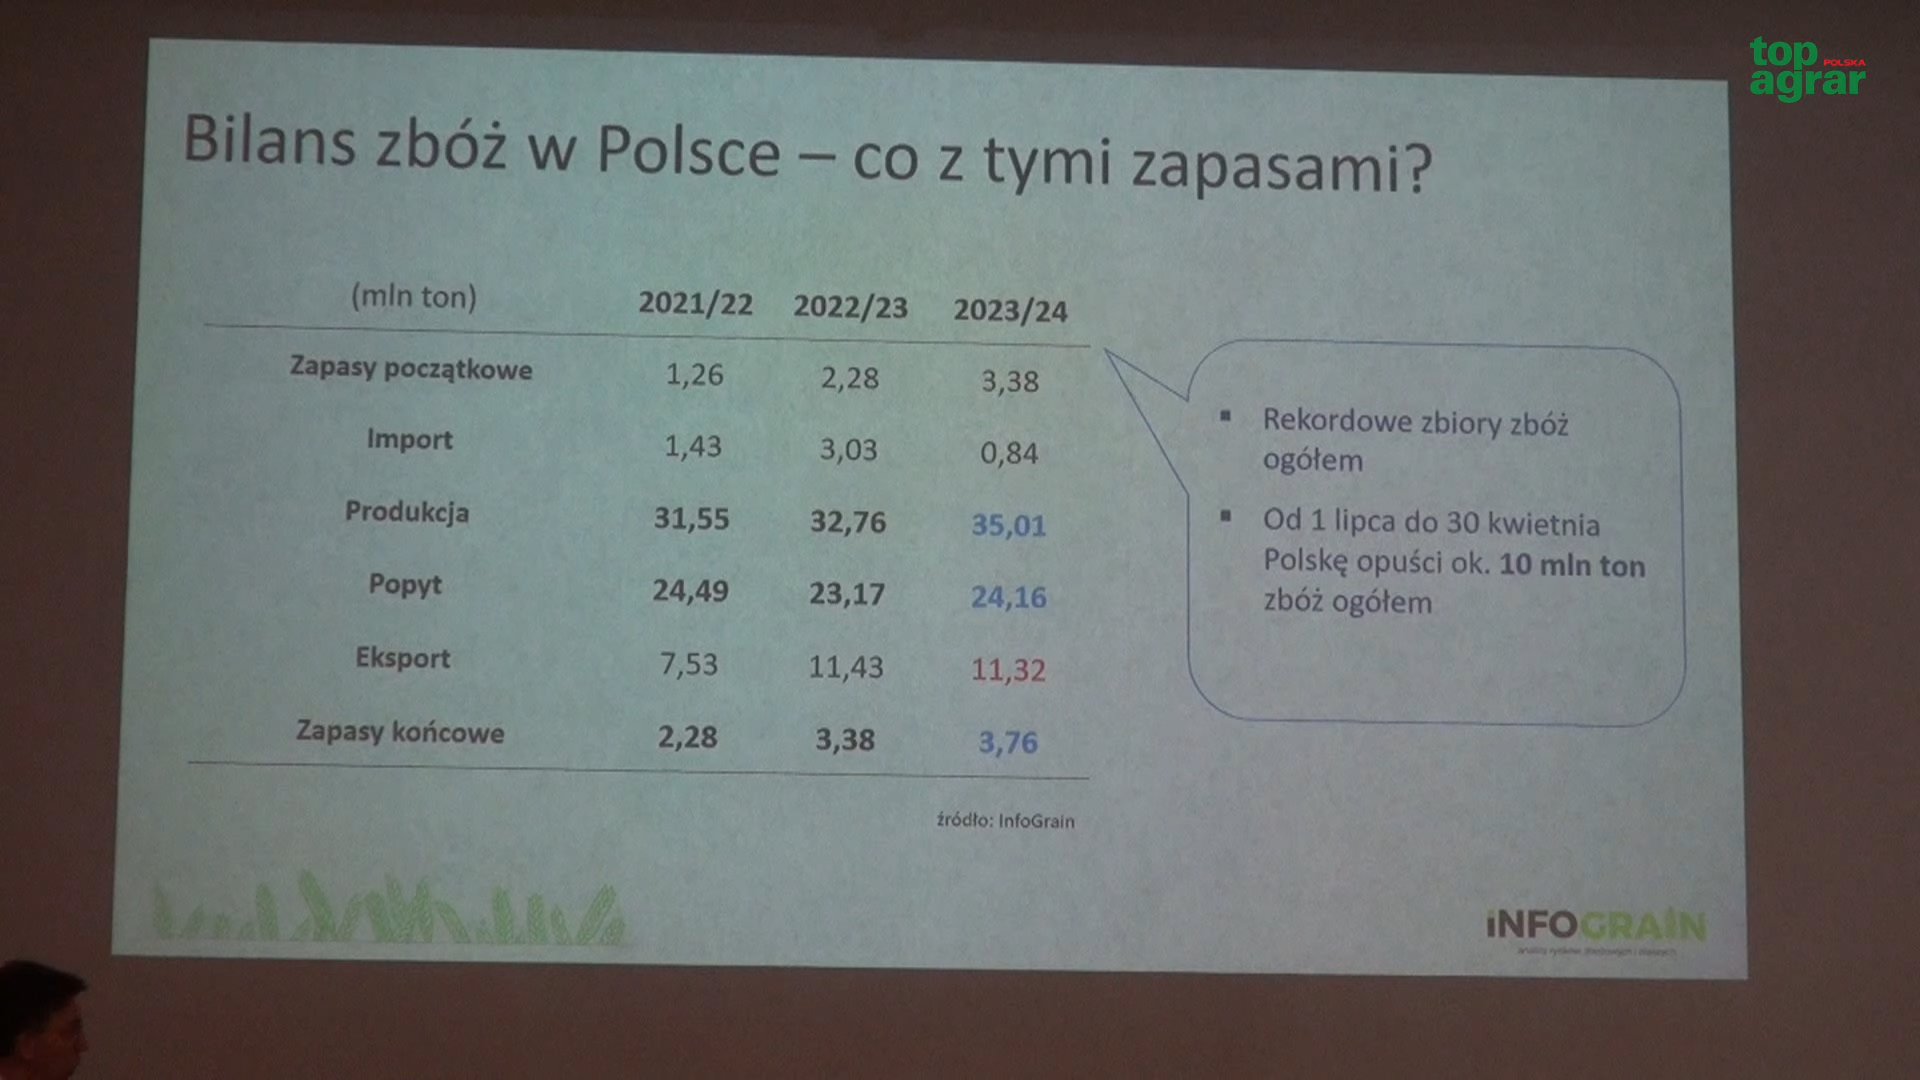 top
agrar POLSKA
Bilans zbóż w Polsce – co z tymi zapasami?
(mln ton) 2021/22 2022/23 2023/24
Zapasy początkowe 1,26 2,28 3,38
Import 1,43 3,03 0,84
Produkcja 31,55 32,76 35,01
Popyt 24,49 23,17 24,16
Eksport 7,53 11,43 11,32
Zapasy końcowe 2,28 3,38 3,76
źródło: InfoGrain
▪ Rekordowe zbiory zbóż
ogółem
▪ Od 1 lipca do 30 kwietnia
Polskę opuści ok. 10 mln ton
zbóż ogółem
iNFOGRAiN